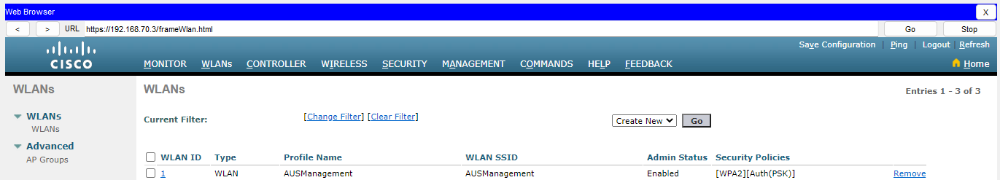 Web Browser X
< > URL https://192.168.70.3/frameWlan.html Go Stop
Save Configuration | Ping | Logout | Refresh
CISCO MONITOR WLANs CONTROLLER WIRELESS SECURITY MANAGEMENT COMMANDS HELP FEEDBACK Home
WLANs
WLANs
WLANs
Advanced
AP Groups
WLANs Entries 1 - 3 of 3
Current Filter: [Change Filter] [Clear Filter] Create New Go
WLAN ID Type Profile Name WLAN SSID Admin Status Security Policies
1 WLAN AUSManagement AUSManagement Enabled [WPA2][Auth(PSK)] Remove